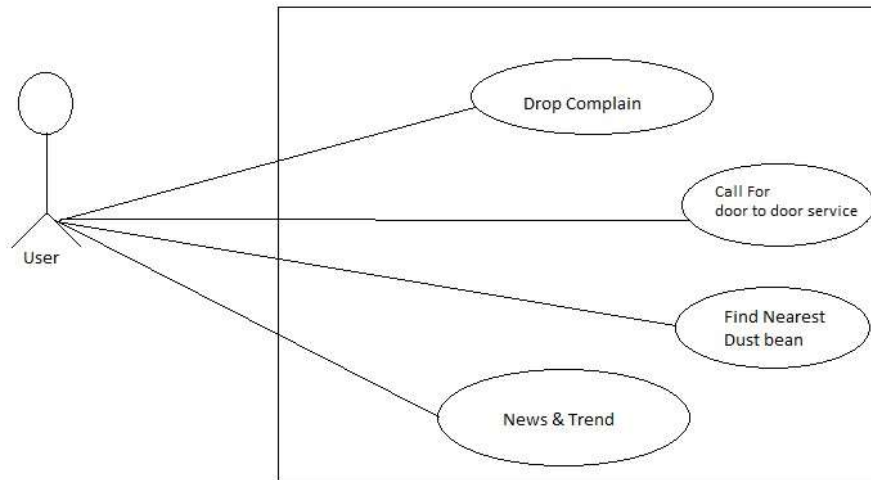 Drop Complain
Call For
door to door service
User
Find Nearest
Dust bean
News & Trend